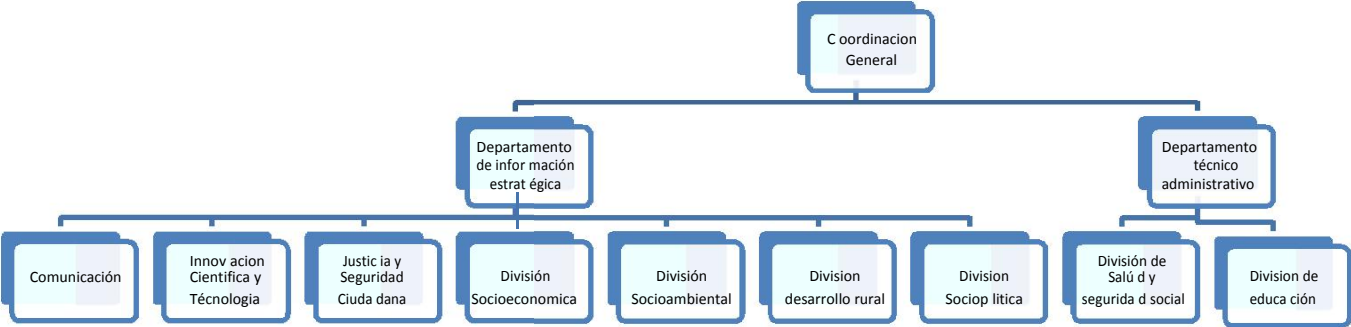 C oordinacion
General
Departamento
de infor mación
estrat égica
Departamento
técnico
administrativo
Comunicación
Innov acion
Cientifica y
Técnologia
Justic ia y
Seguridad
Ciuda dana
División
Socioeconomica
División
Socioambiental
Division
desarrollo rural
Division
Sociop litica
División de
Salú d y
segurida d social
Division de
educa ción